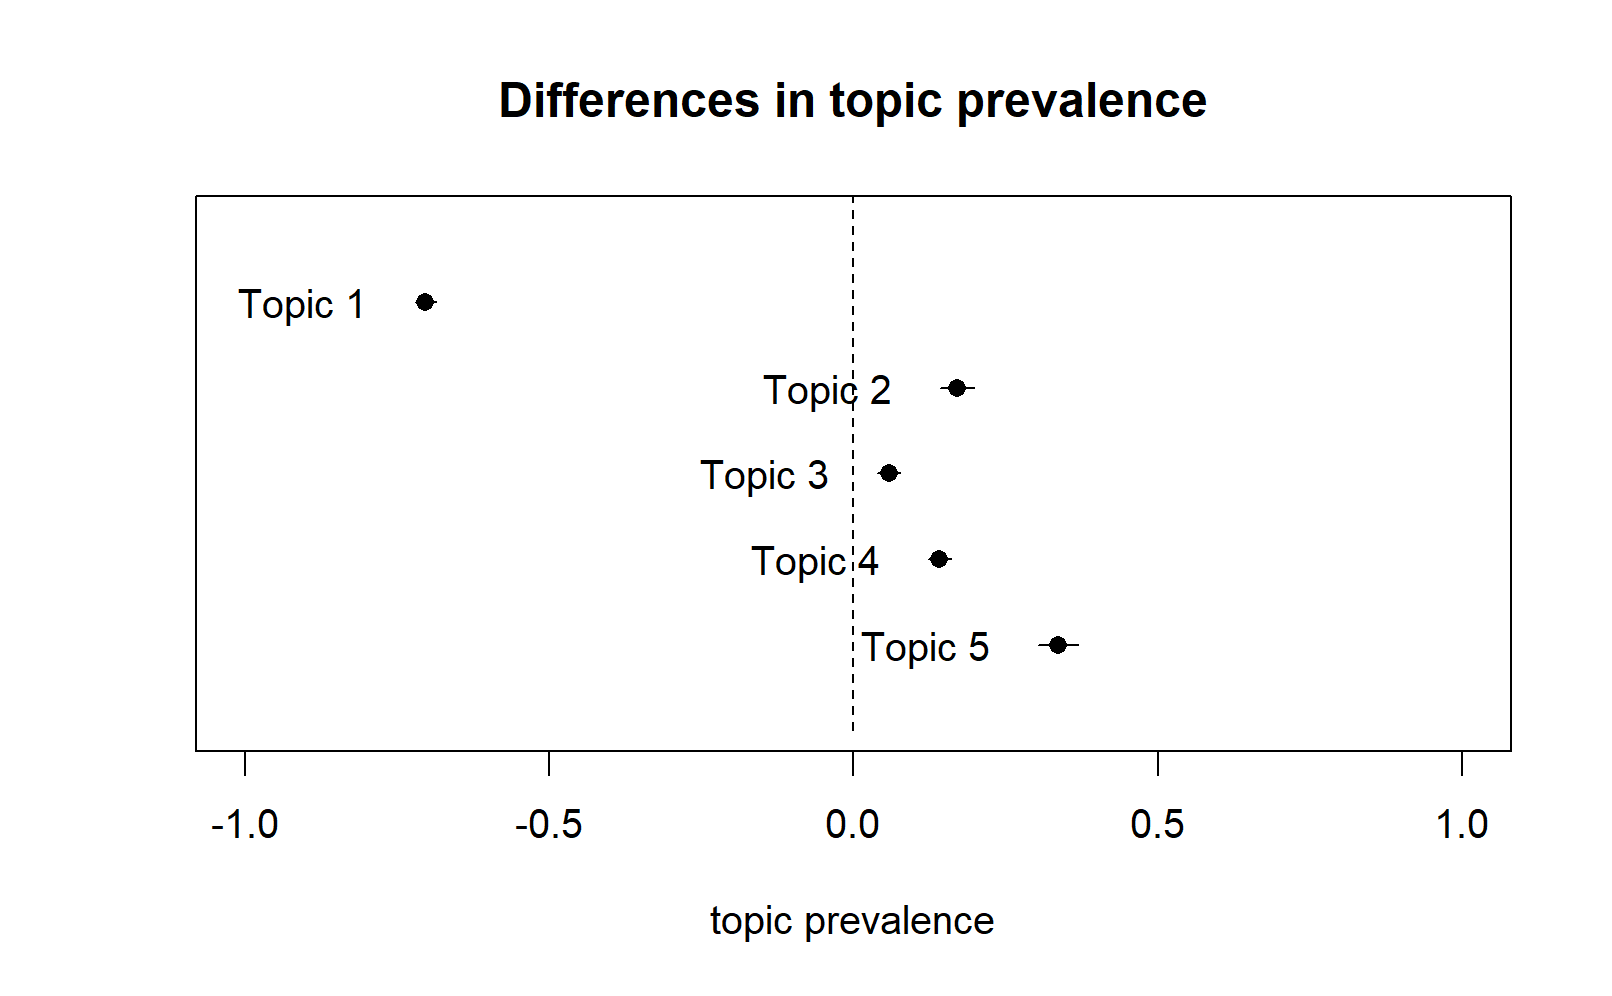 Differences in topic prevalence
Topic 1
Topic 2
Topic 3
Topic 4
Topic 5
-1.0 -0.5 0.0 0.5 1.0
topic prevalence